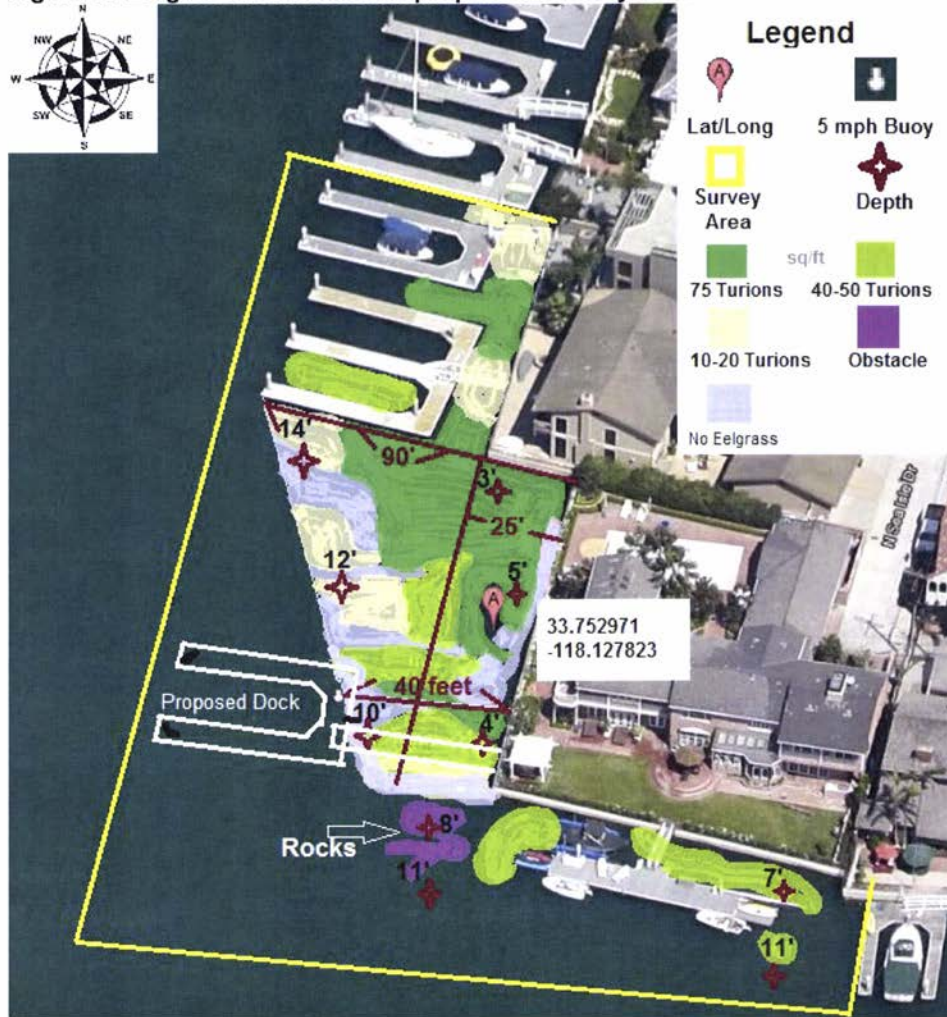 N
NW NE
W E
SW SE
S
Legend
Lat/Long
5 mph Buoy
Survey
Area
Depth
sq/ft
75 Turions
40-50 Turions
10-20 Turions
Obstacle
No Eelgrass
A
A
14'
90'
3'
25'
12'
5'
33.752971
-118.127823
N Sea Isle Dr
40 feet
Proposed Dock
10'
4'
8'
Rocks
11'
7'
11'